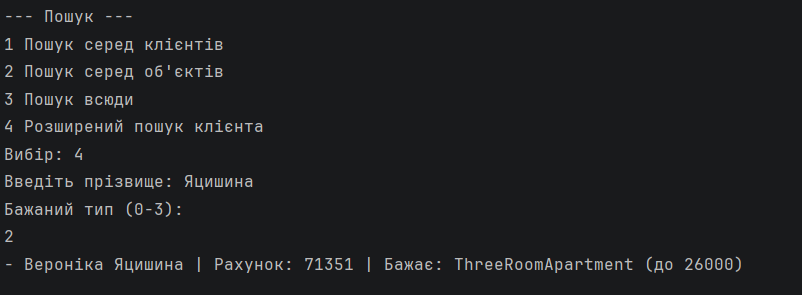 --- Пошук ---
1 Пошук серед клієнтів
2 Пошук серед об'єктів
3 Пошук всюди
4 Розширений пошук клієнта
Вибір: 4
Введіть прізвище: Яцишина
Бажаний тип (0-3):
2
- Вероніка Яцишина | Рахунок: 71351 | Бажає: ThreeRoomApartment (до 26000)